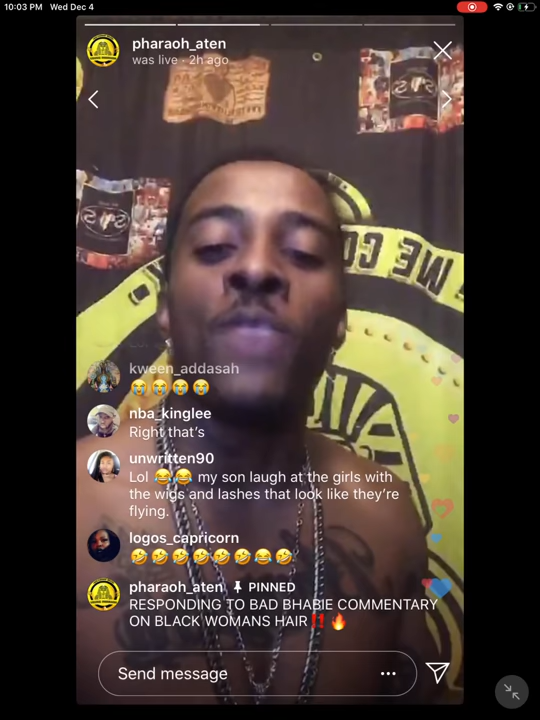 10:03 PM Wed Dec 4
pharaoh_aten
was live · 2h ago
kween_addasah
😭😭😭😭
nba_kinglee
Right that's
unwritten90
Lol 😂😂 my son laugh at the girls with
the wigs and lashes that look like they're
flying.
logos_capricorn
🤣🤣🤣🤣🤣🤣😂🤣
pharaoh_aten 📌 PINNED
RESPONDING TO BAD BHABIE COMMENTARY
ON BLACK WOMANS HAIR‼️🔥
Send message